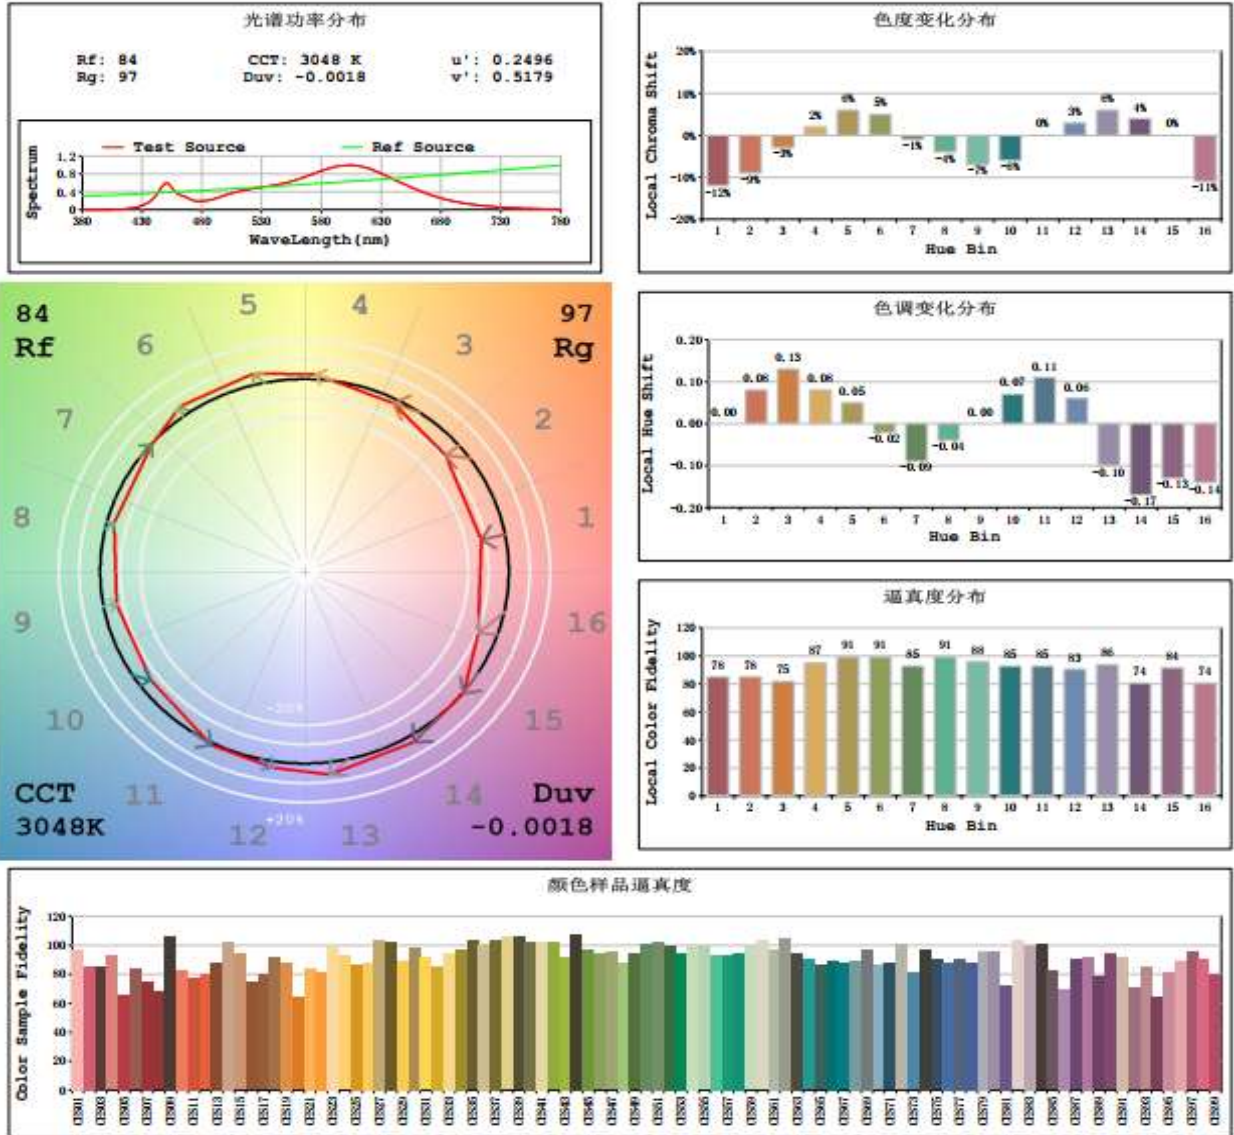 光谱功率分布
Rf: 84 CCT: 3048 K u': 0.2496
Rg: 97 Duv: -0.0018 v': 0.5179
Test Source Ref Source
Spectrum
1.2
0.8
0.4
0
380 430 480 530 580 630 680 730 780
WaveLength(nm)
色度变化分布
Local Chroma Shift
20%
10%
0%
-10%
-20%
-12% -9% -3% 2% 6% 5% -1% -4% -7% -6% 0% 3% 6% 4% 0% -11%
1 2 3 4 5 6 7 8 9 10 11 12 13 14 15 16
Hue Bin
84
Rf
97
Rg
5 4
6 3
7 2
8 1
9 16
10 15
11 14
12 13
-20%
+20%
CCT
3048K
Duv
-0.0018
色调变化分布
Local Hue Shift
0.20
0.10
0.00
-0.10
-0.20
0.00 0.08 0.13 0.08 0.05 -0.02 -0.09 -0.04 0.00 0.07 0.11 0.06 -0.10 -0.17 -0.13 -0.14
1 2 3 4 5 6 7 8 9 10 11 12 13 14 15 16
Hue Bin
逼真度分布
Local Color Fidelity
120
100
80
60
40
20
0
78 78 75 87 91 91 85 91 88 85 85 83 86 74 84 74
1 2 3 4 5 6 7 8 9 10 11 12 13 14 15 16
Hue Bin
颜色样品逼真度
Color Sample Fidelity
120
100
80
60
40
20
0